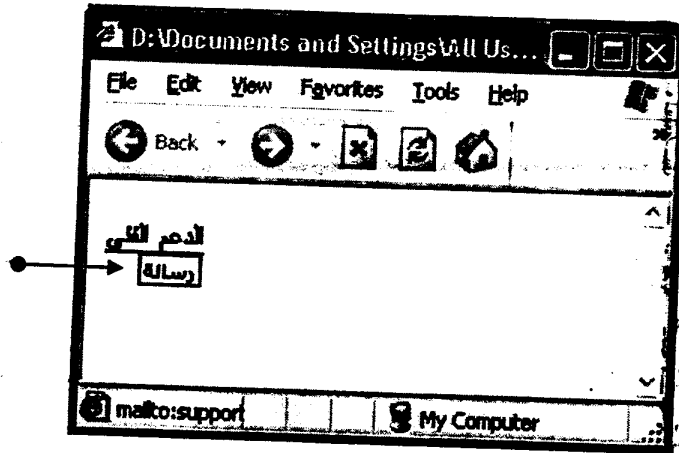 D:\Documents and Settings\All Us...
File Edit View Favorites Tools Help
Back
الدعم الفني
رسالة
mailto:support My Computer